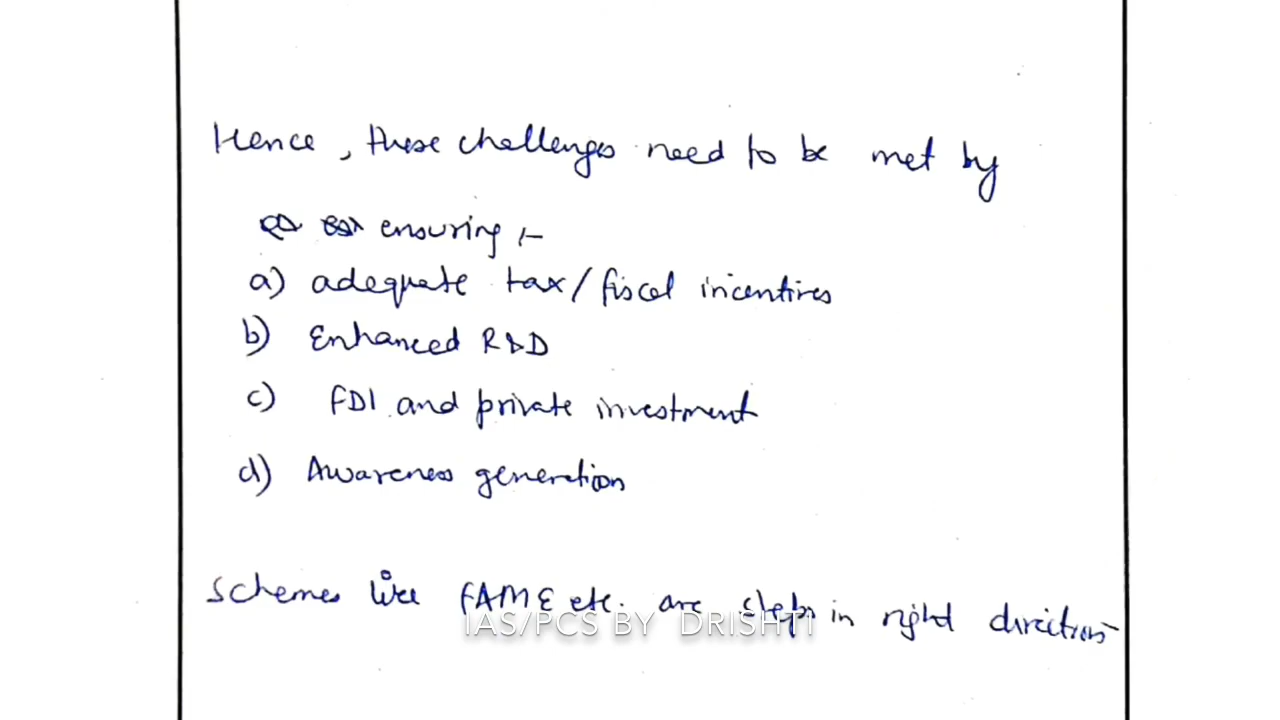 Hence, these challenges need to be met by
ensuring :-
a) adequate tax/fiscal incentives
b) Enhanced R&D
c) FDI and private investment
d) Awareness generation
Schemes like FAME etc. are steps in right direction
IAS/PCS BY DRISHTI